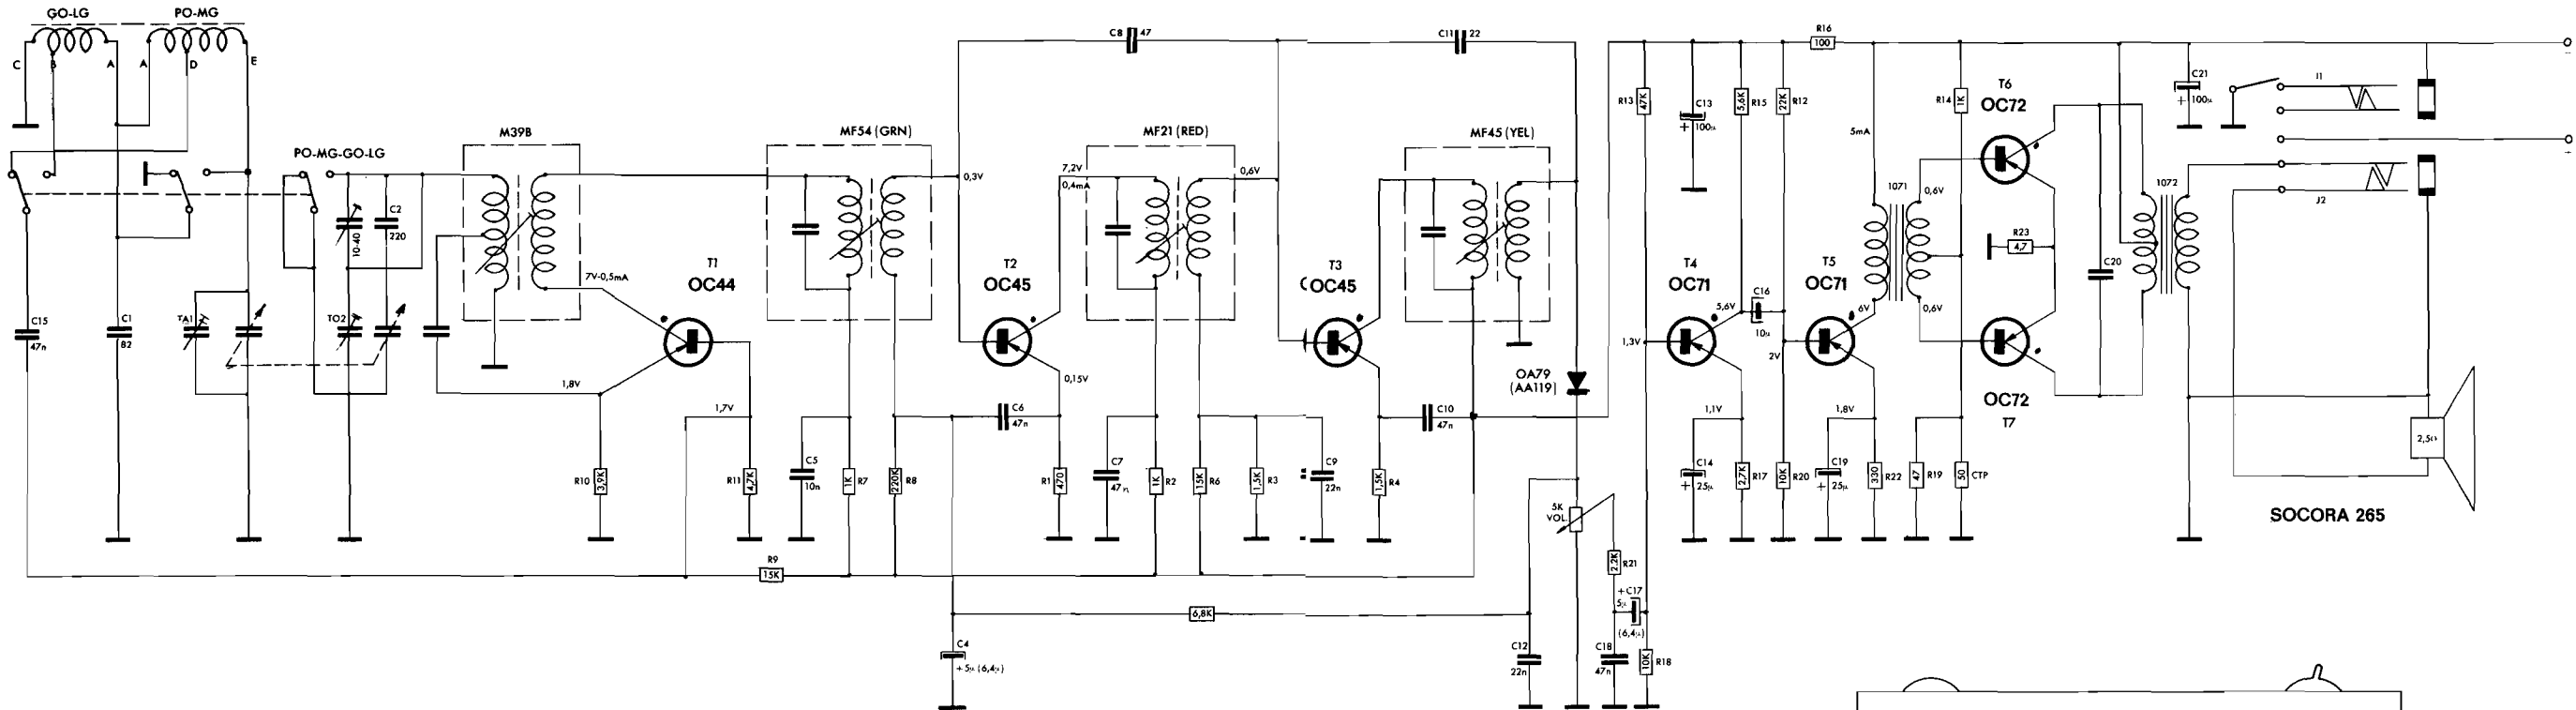 GO-LG
PO-MG
C
B
A
A
D
E
C8
47
C11
22
R16
100
M39B
MF54 (GRN)
MF21 (RED)
MF45 (YEL)
PO-MG-GO-LG
10-40
C2
220
TA1
TO2
C15
47n
C1
82
7V-0,5mA
T1
OC44
1,8V
1,7V
R10
3,9K
R11
4,7K
C5
10n
R7
1K
R8
220K
0,3V
T2
OC45
0,15V
C6
47n
R1
470
7,2V
0,4mA
C7
47n
R2
1K
R6
15K
R3
1,5K
0,6V
T3
OC45
C9
22n
R4
1,5K
C10
47n
OA79
(AA119)
5K
VOL.
R9
15K
6,8K
C4
+ 5µ (6,4µ)
C12
22n
R21
2,2K
+ C17
5µ
(6,4µ)
C18
47n
R18
10K
R13
47K
C13
+ 100µ
R15
5,6K
R12
22K
1,3V
T4
OC71
5,6V
C16
10µ
2V
1,1V
C14
+ 25µ
R17
2,7K
R20
10K
T5
OC71
6V
5mA
1071
0,6V
0,6V
1,8V
C19
+ 25µ
R22
330
R19
47
CTP
50
R14
1K
T6
OC72
R23
4,7
OC72
T7
C20
1072
C21
+ 100µ
J1
J2
2,5Ω
SOCORA 265